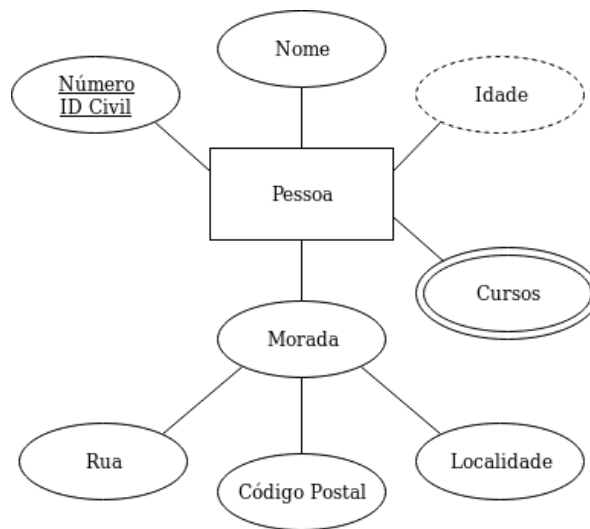 Nome
Número
ID Civil
Idade
Pessoa
Cursos
Morada
Rua
Código Postal
Localidade